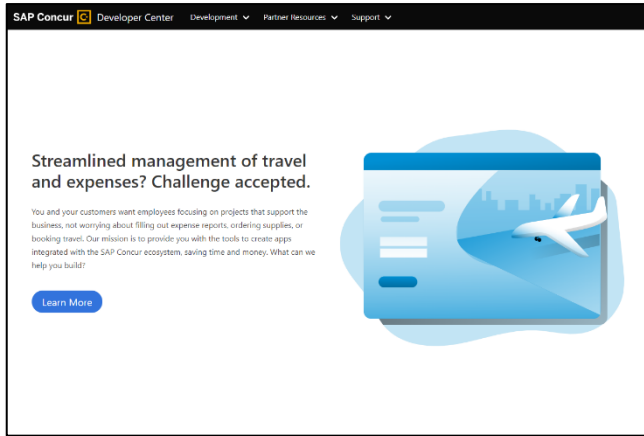 SAP Concur C Developer Center Development Partner Resources Support
Streamlined management of travel
and expenses? Challenge accepted.
You and your customers want employees focusing on projects that support the
business, not worrying about filling out expense reports, ordering supplies, or
booking travel. Our mission is to provide you with the tools to create apps
integrated with the SAP Concur ecosystem, saving time and money. What can we
help you build?
Learn More